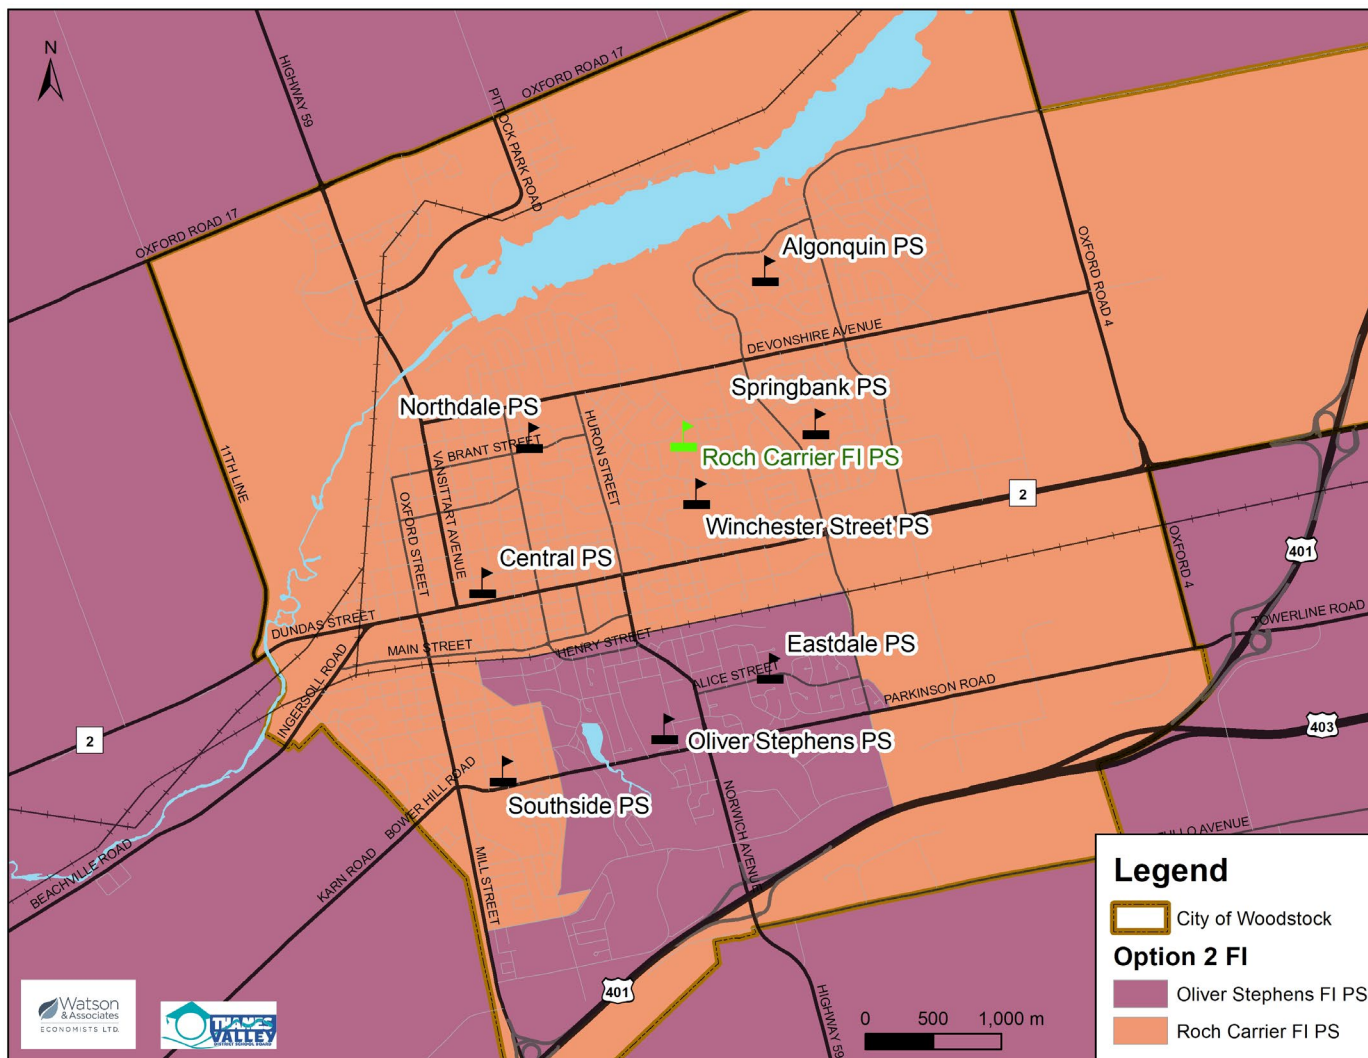 N
HIGHWAY 59
PITTOCK PARK ROAD
OXFORD ROAD 17
OXFORD ROAD 17
Algonquin PS
OXFORD ROAD 4
DEVONSHIRE AVENUE
Springbank PS
Northdale PS
BRANT STREET
HURON STREET
Roch Carrier FI PS
11TH LINE
VANSITTART AVENUE
OXFORD STREET
2
Winchester Street PS
Central PS
OXFORD 4
401
DUNDAS STREET
MAIN STREET
HENRY STREET
TOWERLINE ROAD
Eastdale PS
ALICE STREET
PARKINSON ROAD
INGERSOLL ROAD
2
403
Oliver Stephens PS
Southside PS
BOWER HILL ROAD
NORWICH AVENUE
KARN ROAD
BEACHVILLE ROAD
MILL STREET
AVENUE
401
HIGHWAY 59
Legend
City of Woodstock
Option 2 FI
Oliver Stephens FI PS
Roch Carrier FI PS
0 500 1,000 m
Watson
& Associates
ECONOMISTS LTD.
THAMES
VALLEY
DISTRICT SCHOOL BOARD